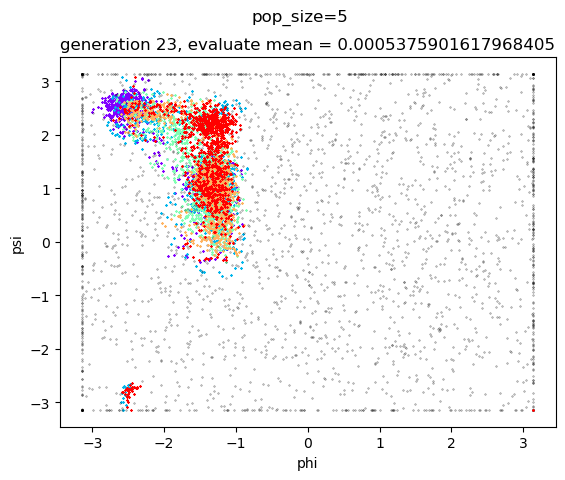 pop_size=5
generation 23, evaluate mean = 0.0005375901617968405
3
2
1
0
−1
−2
−3
psi
−3 −2 −1 0 1 2 3
phi